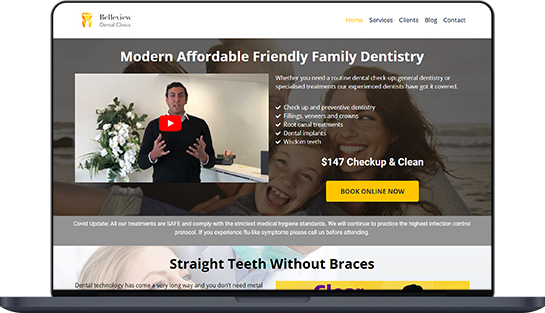 Belleview
Dental Clinics
Home Services Clients Blog Contact
Modern Affordable Friendly Family Dentistry
Whether you need a routine dental check-up, general dentistry or
specialised treatments our experienced dentists have got it covered.
Check up and preventive dentistry
Fillings, veneers and crowns
Root canal treatments
Dental implants
Wisdom teeth
$147 Checkup & Clean
BOOK ONLINE NOW
Covid Update: All our treatments are SAFE and comply with the strictest medical hygiene standards. We will continue to practice the highest infection control
protocol. If you experience flu-like symptoms please call us before attending.
Straight Teeth Without Braces
Dental technology has come a very long way and you don't need metal
Clear